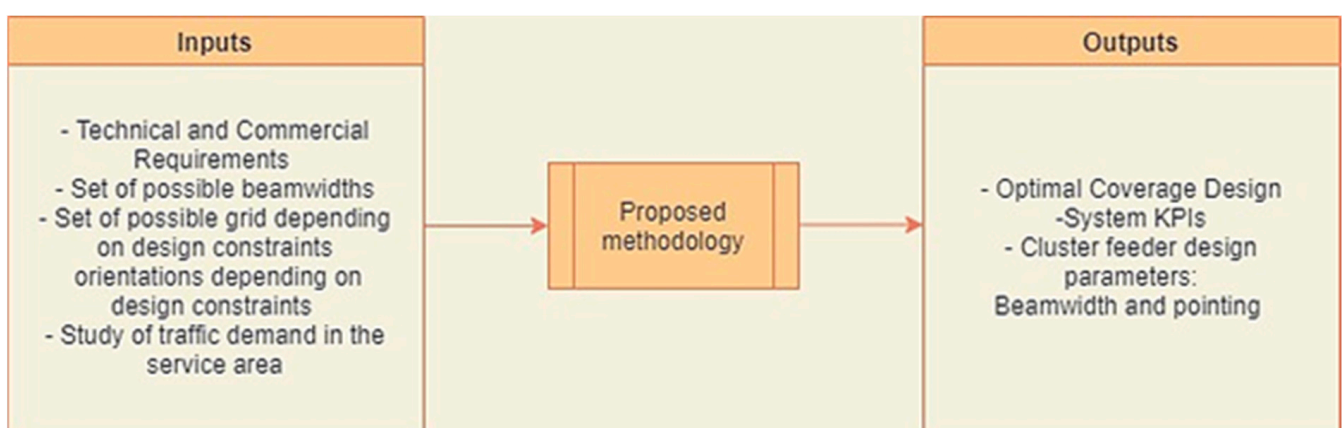 Inputs
- Technical and Commercial
Requirements
- Set of possible beamwidths
- Set of possible grid depending
on design constraints
orientations depending on
design constraints
- Study of traffic demand in the
service area
Proposed
methodology
Outputs
- Optimal Coverage Design
-System KPIs
- Cluster feeder design
parameters:
Beamwidth and pointing